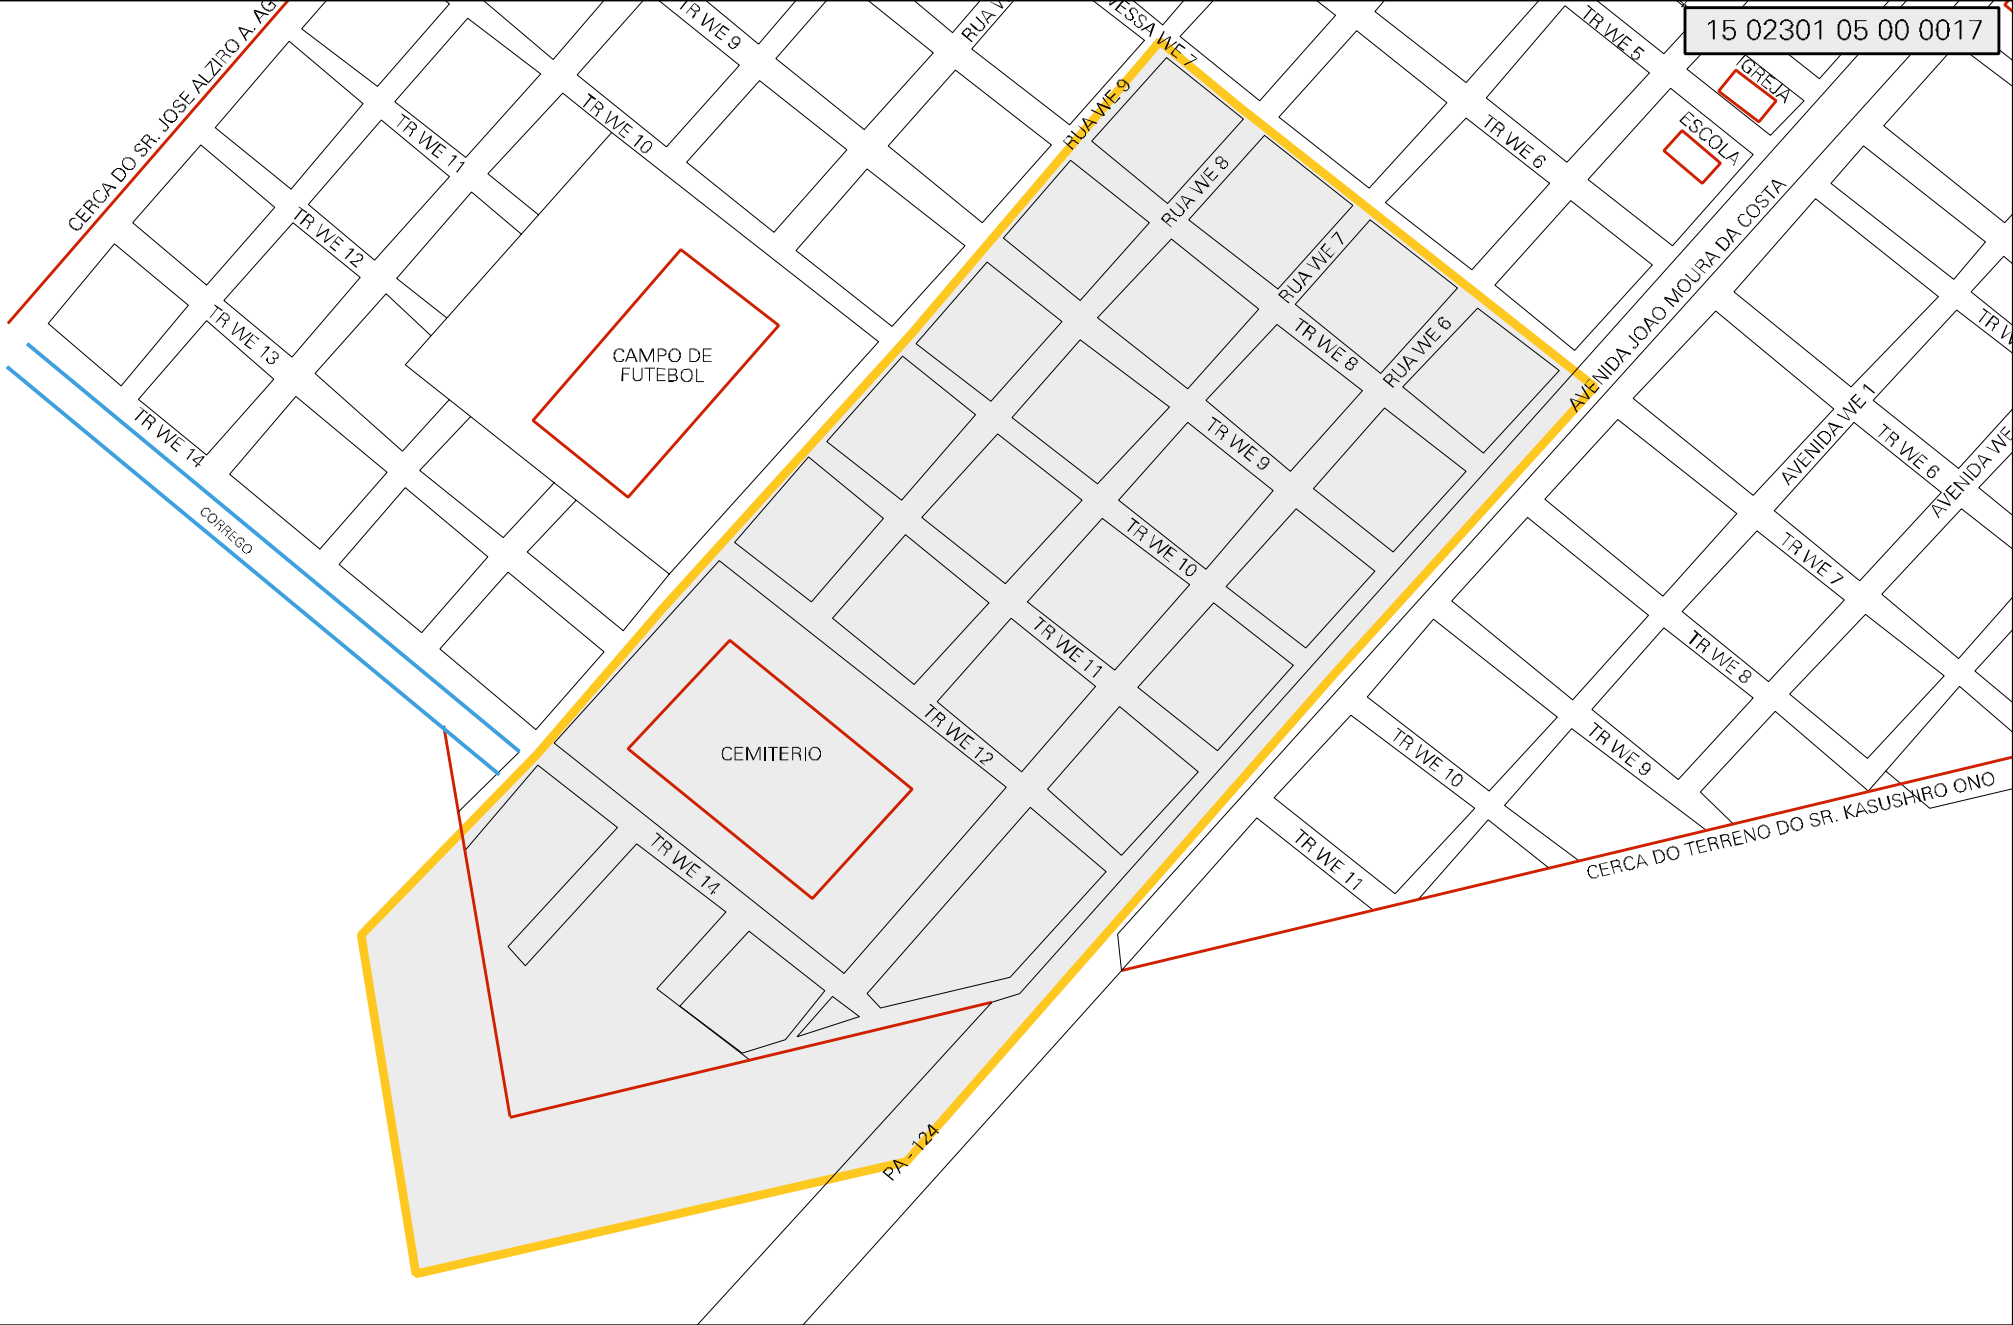 15 02301 05 00 0017
TR WE 9
RUA
WE 7
TR WE 5
IGREJA
ESCOLA
CERCA DO SR. JOSE ALZIRO A. AG
TR WE 11
TR WE 10
RUA WE 9
TR WE 6
RUA WE 8
TR WE 12
RUA WE 7
AVENIDA JOAO MOURA DA COSTA
TR WE 13
CAMPO DE
FUTEBOL
TR WE 8
RUA WE 6
TR W
TR WE 14
TR WE 9
AVENIDA WE 1
TR WE 6
AVENIDA WE
CORREGO
TR WE 10
TR WE 7
TR WE 11
TR WE 8
TR WE 12
CEMITERIO
TR WE 10
TR WE 9
CERCA DO TERRENO DO SR. KASUSHIRO ONO
TR WE 14
TR WE 11
PA - 124